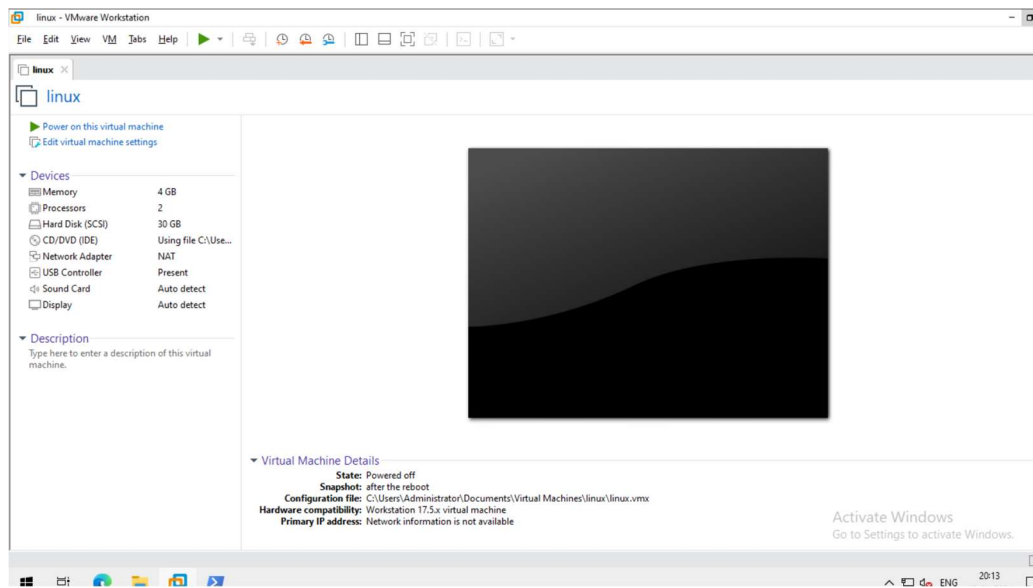 linux - VMware Workstation
File Edit View VM Tabs Help
linux
linux
Power on this virtual machine
Edit virtual machine settings
Devices
Memory 4 GB
Processors 2
Hard Disk (SCSI) 30 GB
CD/DVD (IDE) Using file C:\Use...
Network Adapter NAT
USB Controller Present
Sound Card Auto detect
Display Auto detect
Description
Type here to enter a description of this virtual
machine.
Virtual Machine Details
State: Powered off
Snapshot: after the reboot
Configuration file: C:\Users\Administrator\Documents\Virtual Machines\linux\linux.vmx
Hardware compatibility: Workstation 17.5.x virtual machine
Primary IP address: Network information is not available
Activate Windows
Go to Settings to activate Windows.
ENG 20:13